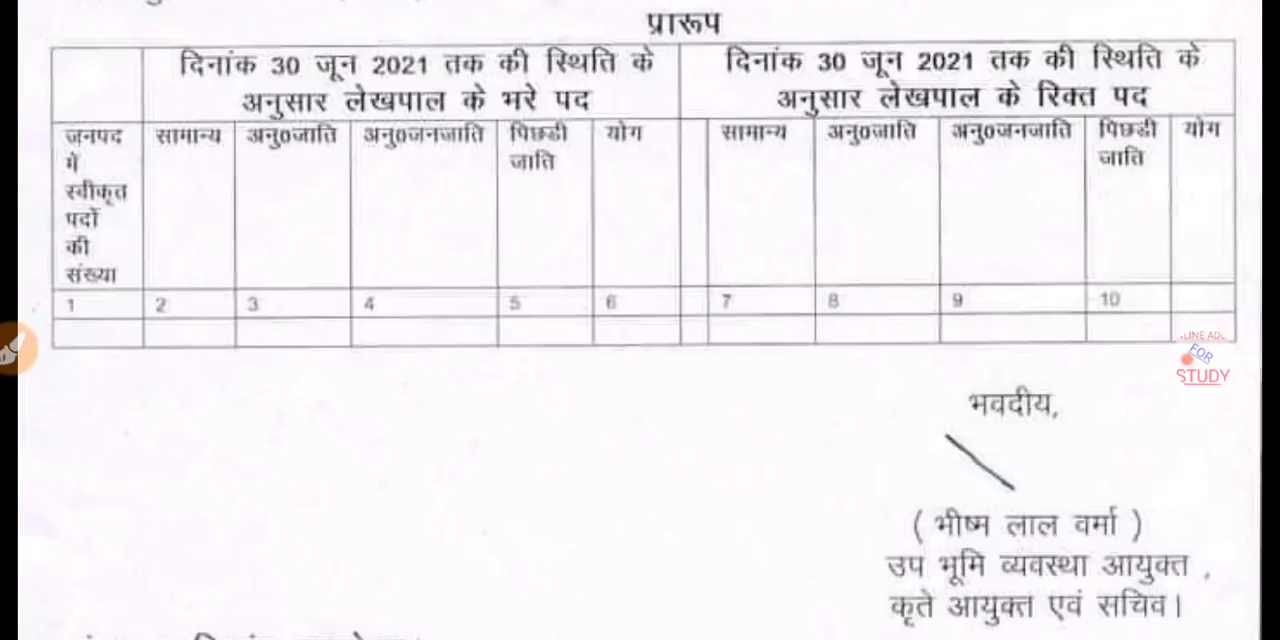 प्रारूप
दिनांक 30 जून 2021 तक की स्थिति के अनुसार लेखपाल के भरे पद
दिनांक 30 जून 2021 तक की स्थिति के अनुसार लेखपाल के रिक्त पद
जनपद में स्वीकृत पदों की संख्या
सामान्य
अनु0जाति
अनु0जनजाति
पिछडी जाति
योग
सामान्य
अनु0जाति
अनु0जनजाति
पिछडी जाति
योग
1 2 3 4 5 6 7 8 9 10
FOR
STUDY
भवदीय,
( भीष्म लाल वर्मा )
उप भूमि व्यवस्था आयुक्त ,
कृते आयुक्त एवं सचिव।